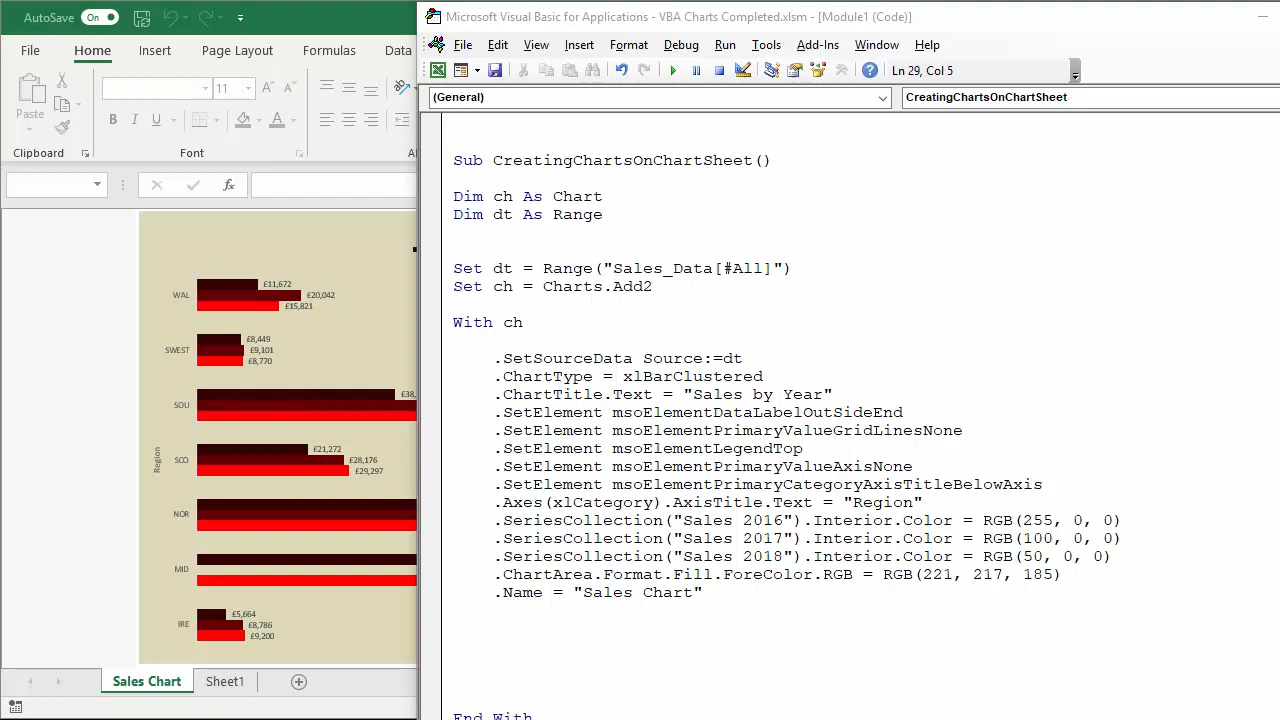 AutoSave On
File Home Insert Page Layout Formulas Data
Paste
11
B I U
Clipboard Font Al
fx
£11,672
WAL £20,042
£15,821
£8,449
SWEST £9,101
£8,770
£38,
SOU
£21,272
SCO £28,176
£29,297
Region
NOR
MID
£5,664
IRE £8,786
£9,200
Sales Chart Sheet1
Microsoft Visual Basic for Applications - VBA Charts Completed.xlsm - [Module1 (Code)]
File Edit View Insert Format Debug Run Tools Add-Ins Window Help
Ln 29, Col 5
(General) CreatingChartsOnChartSheet
Sub CreatingChartsOnChartSheet()
Dim ch As Chart
Dim dt As Range
Set dt = Range("Sales_Data[#All]")
Set ch = Charts.Add2
With ch
.SetSourceData Source:=dt
.ChartType = xlBarClustered
.ChartTitle.Text = "Sales by Year"
.SetElement msoElementDataLabelOutSideEnd
.SetElement msoElementPrimaryValueGridLinesNone
.SetElement msoElementLegendTop
.SetElement msoElementPrimaryValueAxisNone
.SetElement msoElementPrimaryCategoryAxisTitleBelowAxis
.Axes(xlCategory).AxisTitle.Text = "Region"
.SeriesCollection("Sales 2016").Interior.Color = RGB(255, 0, 0)
.SeriesCollection("Sales 2017").Interior.Color = RGB(100, 0, 0)
.SeriesCollection("Sales 2018").Interior.Color = RGB(50, 0, 0)
.ChartArea.Format.Fill.ForeColor.RGB = RGB(221, 217, 185)
.Name = "Sales Chart"
End With